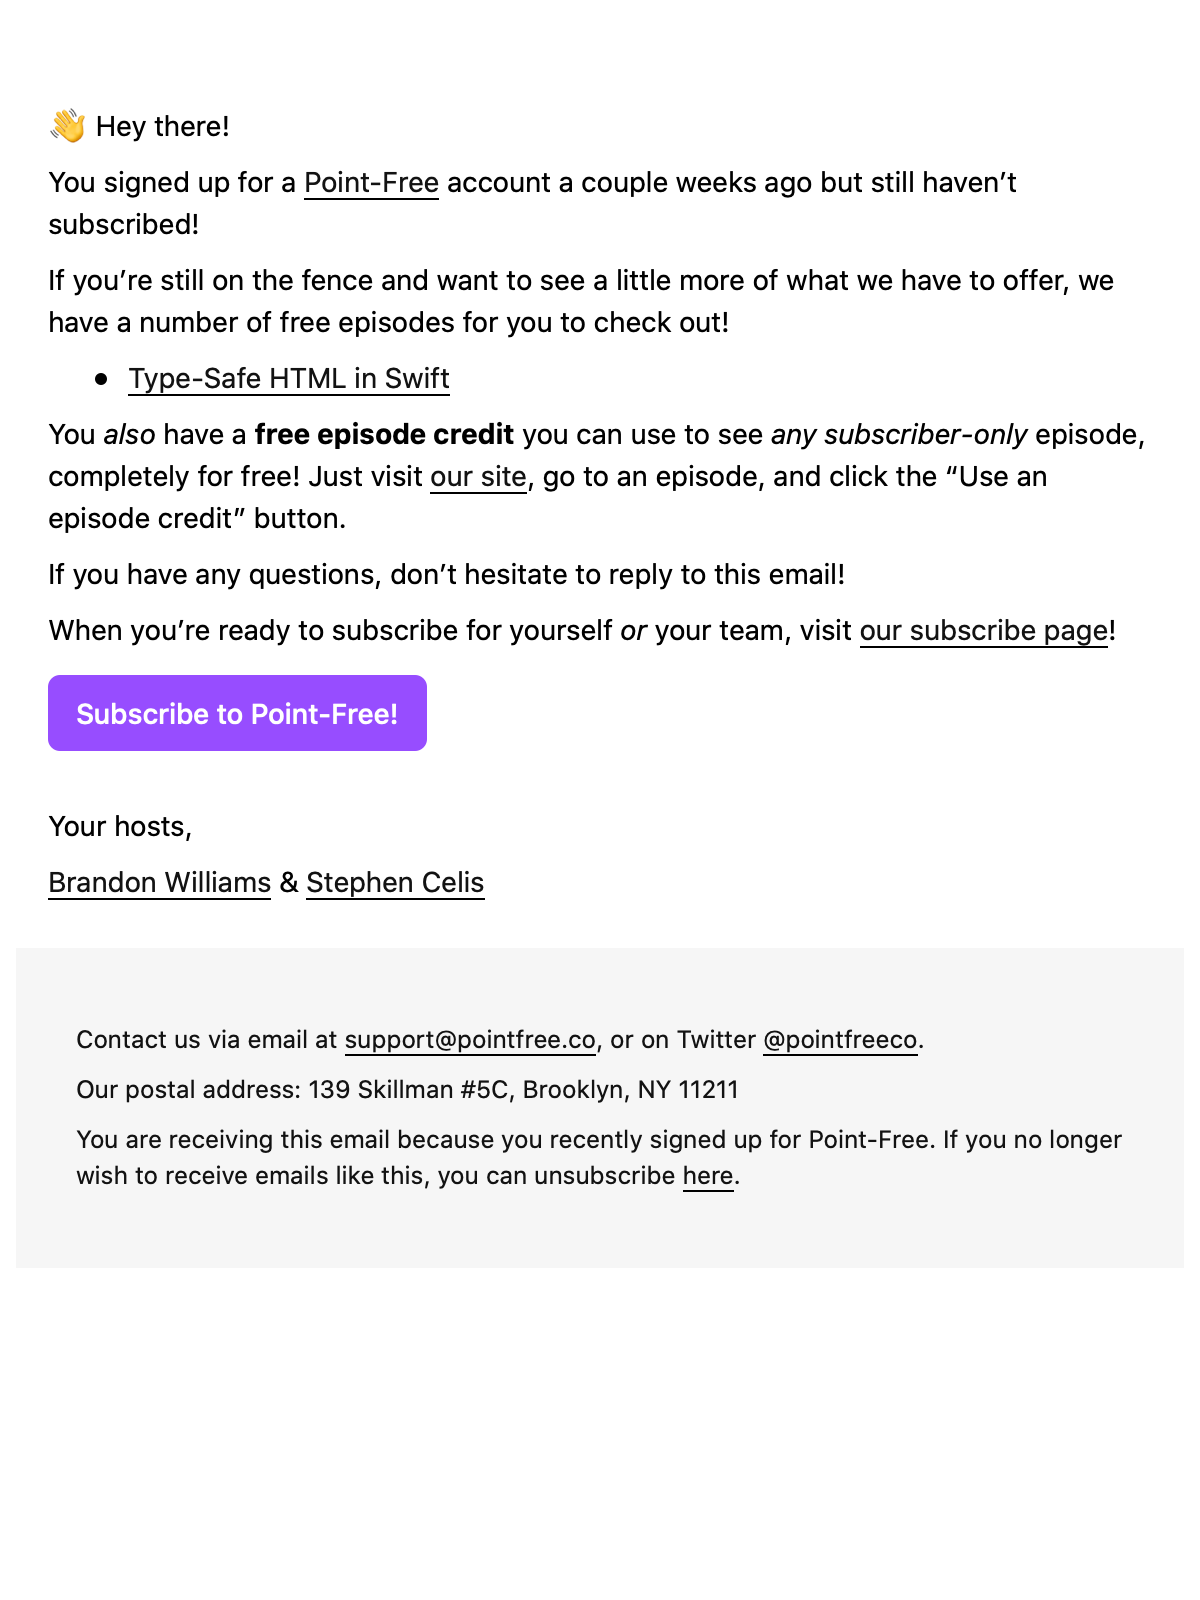 👋 Hey there!
You signed up for a Point-Free account a couple weeks ago but still haven’t
subscribed!
If you’re still on the fence and want to see a little more of what we have to offer, we
have a number of free episodes for you to check out!
• Type-Safe HTML in Swift
You also have a free episode credit you can use to see any subscriber-only episode,
completely for free! Just visit our site, go to an episode, and click the “Use an
episode credit” button.
If you have any questions, don’t hesitate to reply to this email!
When you’re ready to subscribe for yourself or your team, visit our subscribe page!
Subscribe to Point-Free!
Your hosts,
Brandon Williams & Stephen Celis
Contact us via email at support@pointfree.co, or on Twitter @pointfreeco.
Our postal address: 139 Skillman #5C, Brooklyn, NY 11211
You are receiving this email because you recently signed up for Point-Free. If you no longer
wish to receive emails like this, you can unsubscribe here.